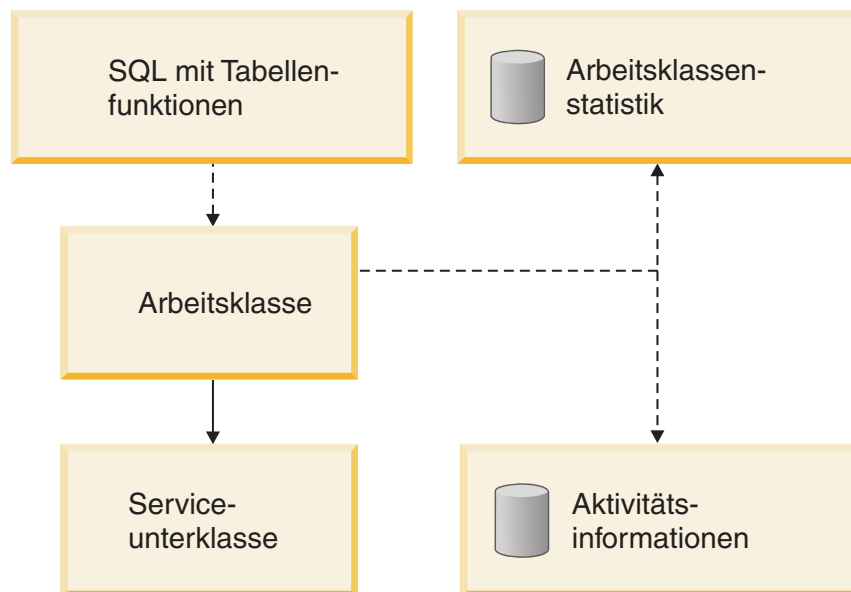 SQL mit Tabellen-
funktionen
Arbeitsklassen-
statistik
Arbeitsklasse
Service-
unterklasse
Aktivitäts-
informationen